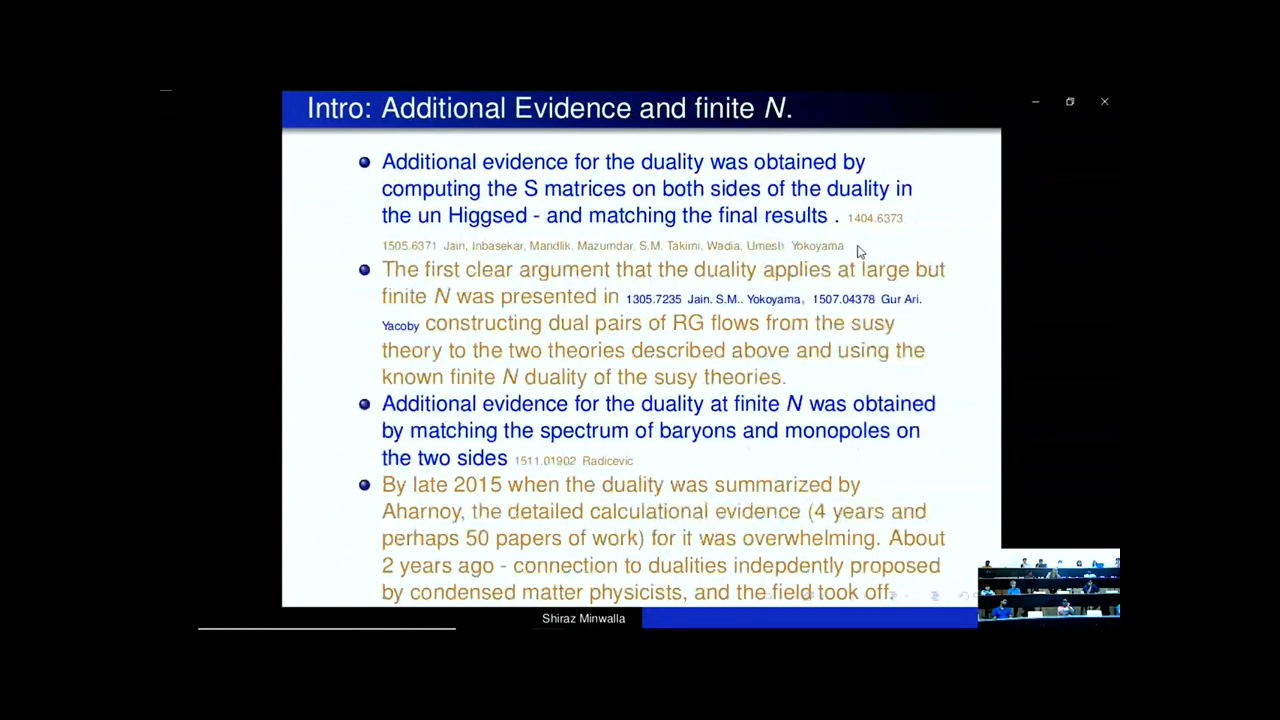 Intro: Additional Evidence and finite N.
Additional evidence for the duality was obtained by
computing the S matrices on both sides of the duality in
the un Higgsed - and matching the final results . 1404.6373
1505.6371 Jain, Inbasekar, Mandlik, Mazumdar, S.M. Takimi, Wadia, Umesh Yokoyama
The first clear argument that the duality applies at large but
finite N was presented in 1305.7235 Jain. S.M.. Yokoyama, 1507.04378 Gur Ari.
Yacoby constructing dual pairs of RG flows from the susy
theory to the two theories described above and using the
known finite N duality of the susy theories.
Additional evidence for the duality at finite N was obtained
by matching the spectrum of baryons and monopoles on
the two sides 1511.01902 Radicevic
By late 2015 when the duality was summarized by
Aharnoy, the detailed calculational evidence (4 years and
perhaps 50 papers of work) for it was overwhelming. About
2 years ago - connection to dualities indepdently proposed
by condensed matter physicists, and the field took off.
Shiraz Minwalla